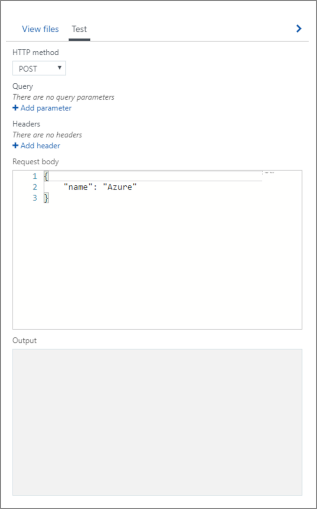 View files Test
HTTP method
POST
Query
There are no query parameters
+ Add parameter
Headers
There are no headers
+ Add header
Request body
1 {
2 "name": "Azure"
3 }
Output